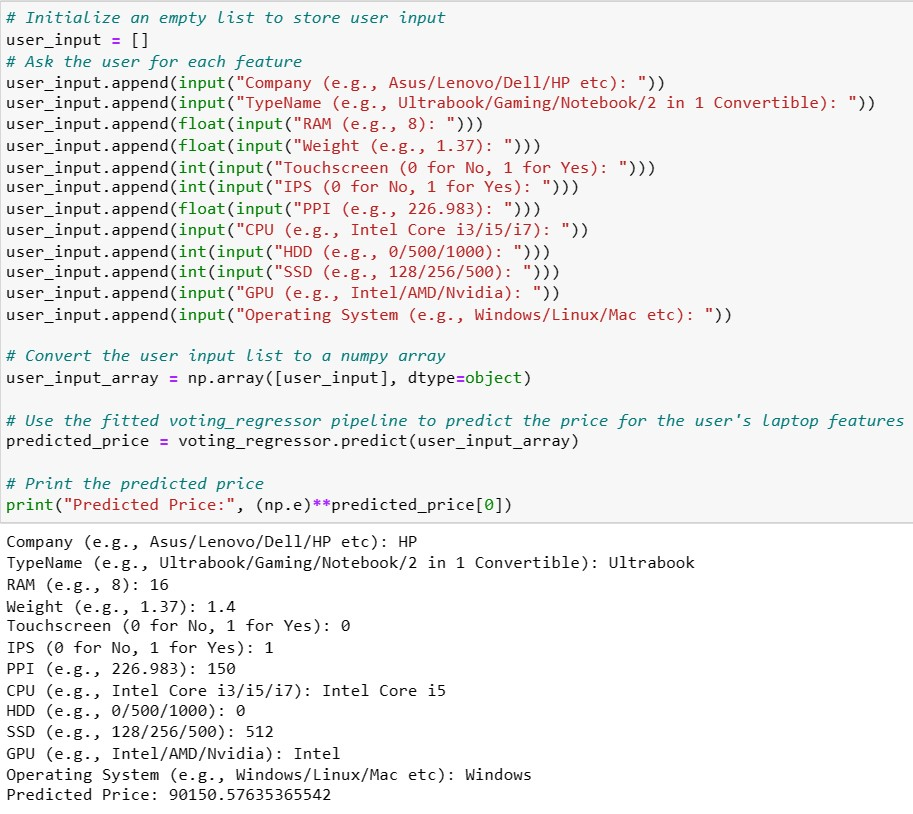 # Initialize an empty list to store user input
user_input = []
# Ask the user for each feature
user_input.append(input("Company (e.g., Asus/Lenovo/Dell/HP etc): "))
user_input.append(input("TypeName (e.g., Ultrabook/Gaming/Notebook/2 in 1 Convertible): "))
user_input.append(float(input("RAM (e.g., 8): ")))
user_input.append(float(input("Weight (e.g., 1.37): ")))
user_input.append(int(input("Touchscreen (0 for No, 1 for Yes): ")))
user_input.append(int(input("IPS (0 for No, 1 for Yes): ")))
user_input.append(float(input("PPI (e.g., 226.983): ")))
user_input.append(input("CPU (e.g., Intel Core i3/i5/i7): "))
user_input.append(int(input("HDD (e.g., 0/500/1000): ")))
user_input.append(int(input("SSD (e.g., 128/256/500): ")))
user_input.append(input("GPU (e.g., Intel/AMD/Nvidia): "))
user_input.append(input("Operating System (e.g., Windows/Linux/Mac etc): "))
# Convert the user input list to a numpy array
user_input_array = np.array([user_input], dtype=object)
# Use the fitted voting_regressor pipeline to predict the price for the user's laptop features
predicted_price = voting_regressor.predict(user_input_array)
# Print the predicted price
print("Predicted Price:", (np.e)**predicted_price[0])
Company (e.g., Asus/Lenovo/Dell/HP etc): HP
TypeName (e.g., Ultrabook/Gaming/Notebook/2 in 1 Convertible): Ultrabook
RAM (e.g., 8): 16
Weight (e.g., 1.37): 1.4
Touchscreen (0 for No, 1 for Yes): 0
IPS (0 for No, 1 for Yes): 1
PPI (e.g., 226.983): 150
CPU (e.g., Intel Core i3/i5/i7): Intel Core i5
HDD (e.g., 0/500/1000): 0
SSD (e.g., 128/256/500): 512
GPU (e.g., Intel/AMD/Nvidia): Intel
Operating System (e.g., Windows/Linux/Mac etc): Windows
Predicted Price: 90150.57635365542